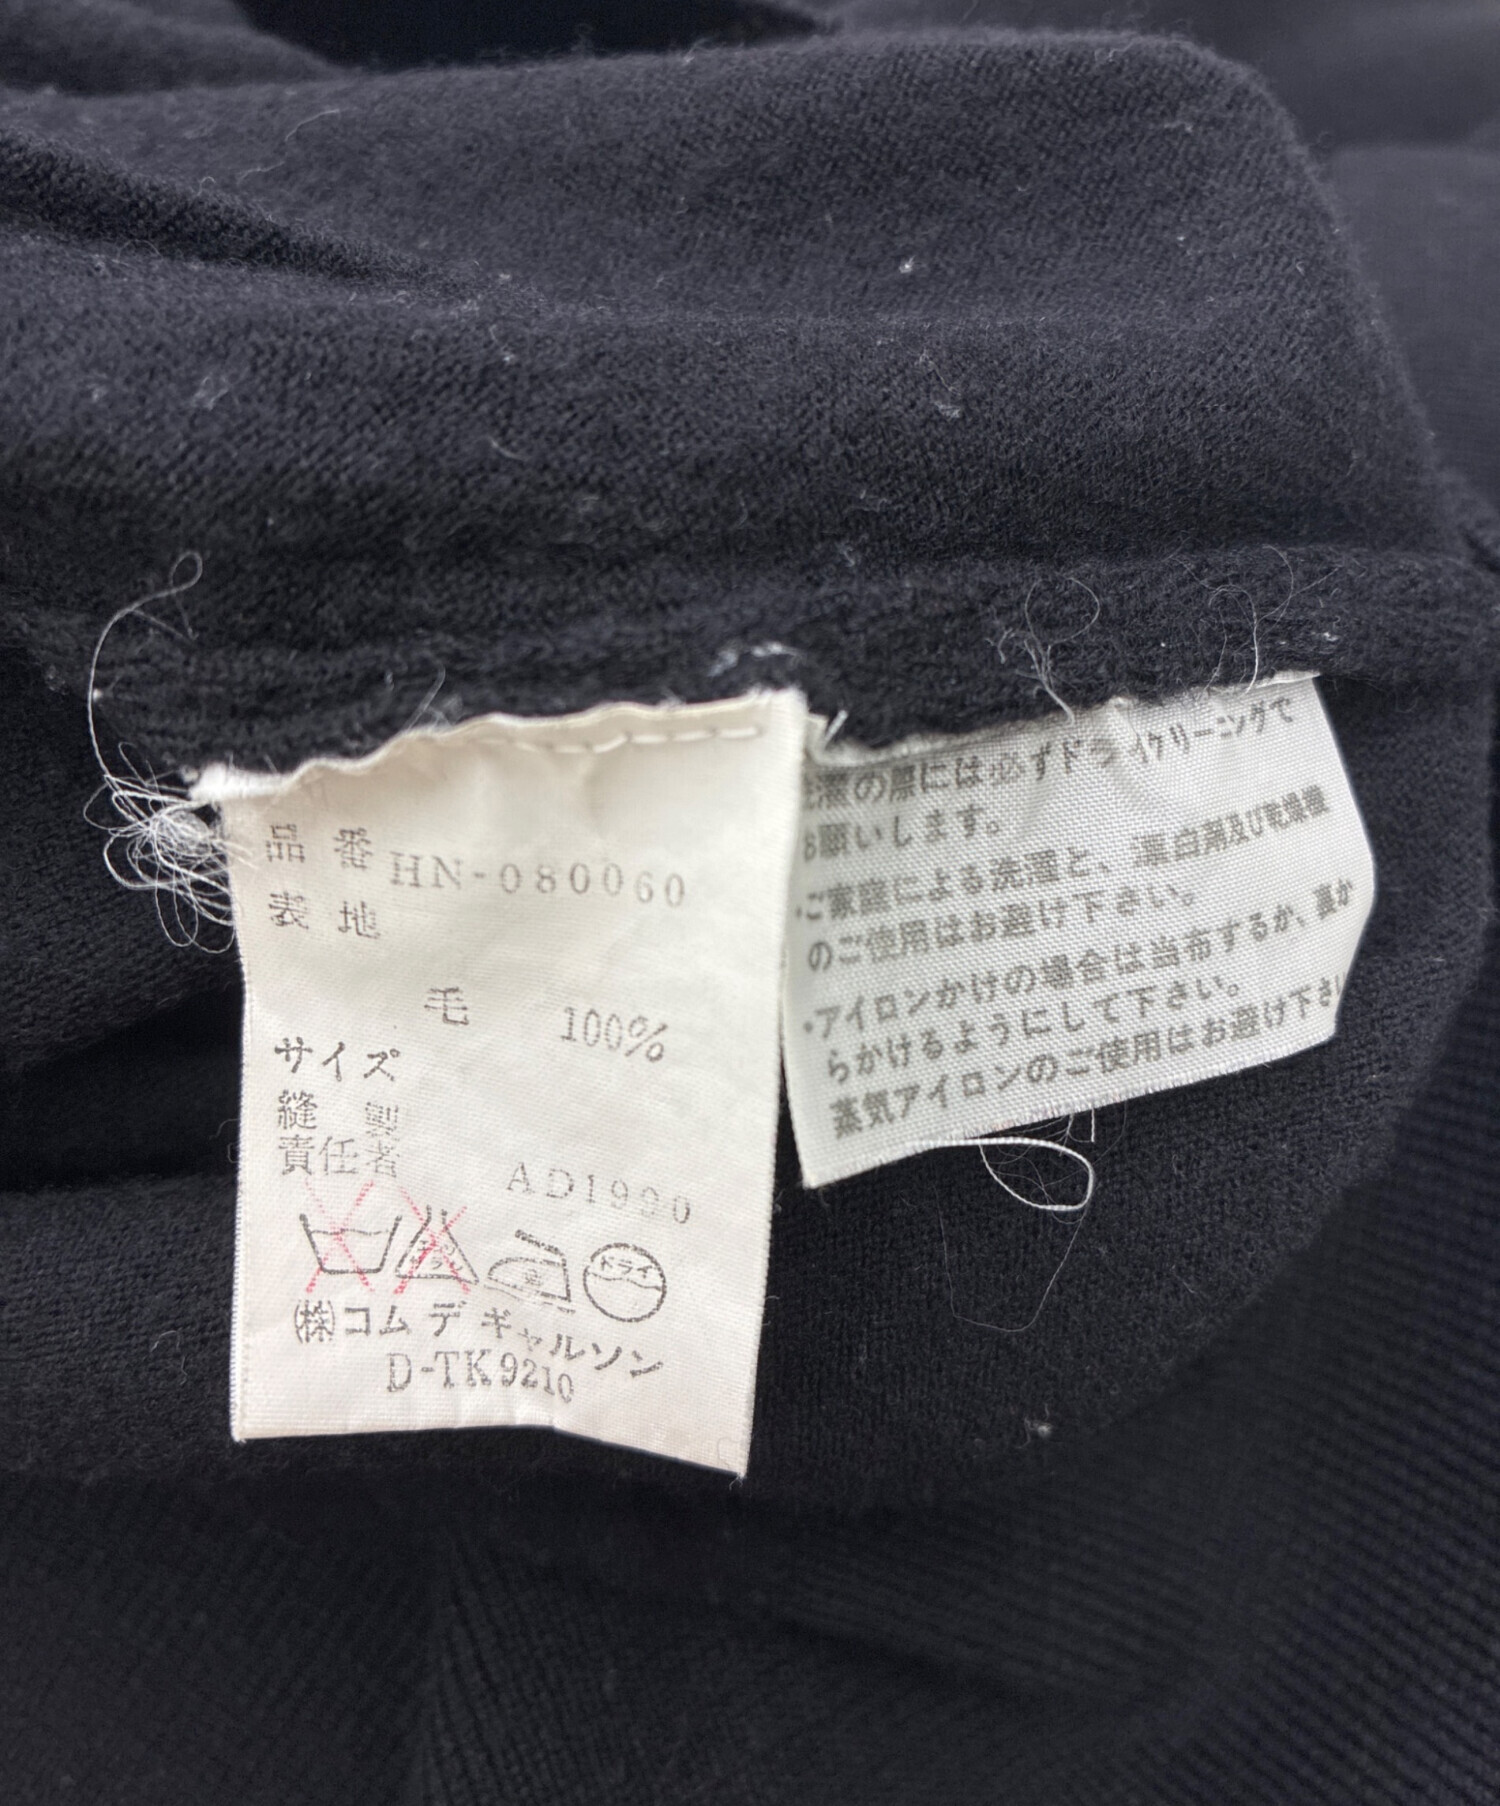 品番 HN-080060
表地
毛 100%
サイズ
縫製
責任者
AD1990
ドライ
(株)コムデギャルソン
D-TK9210
洗濯の際には必ずドライクリーニングで
お願いします。
・ご家庭による洗濯と、漂白剤及び乾燥機
のご使用はお避け下さい。
・アイロンかけの場合は当布するか、裏か
らかけるようにして下さい。
蒸気アイロンのご使用はお避け下さい